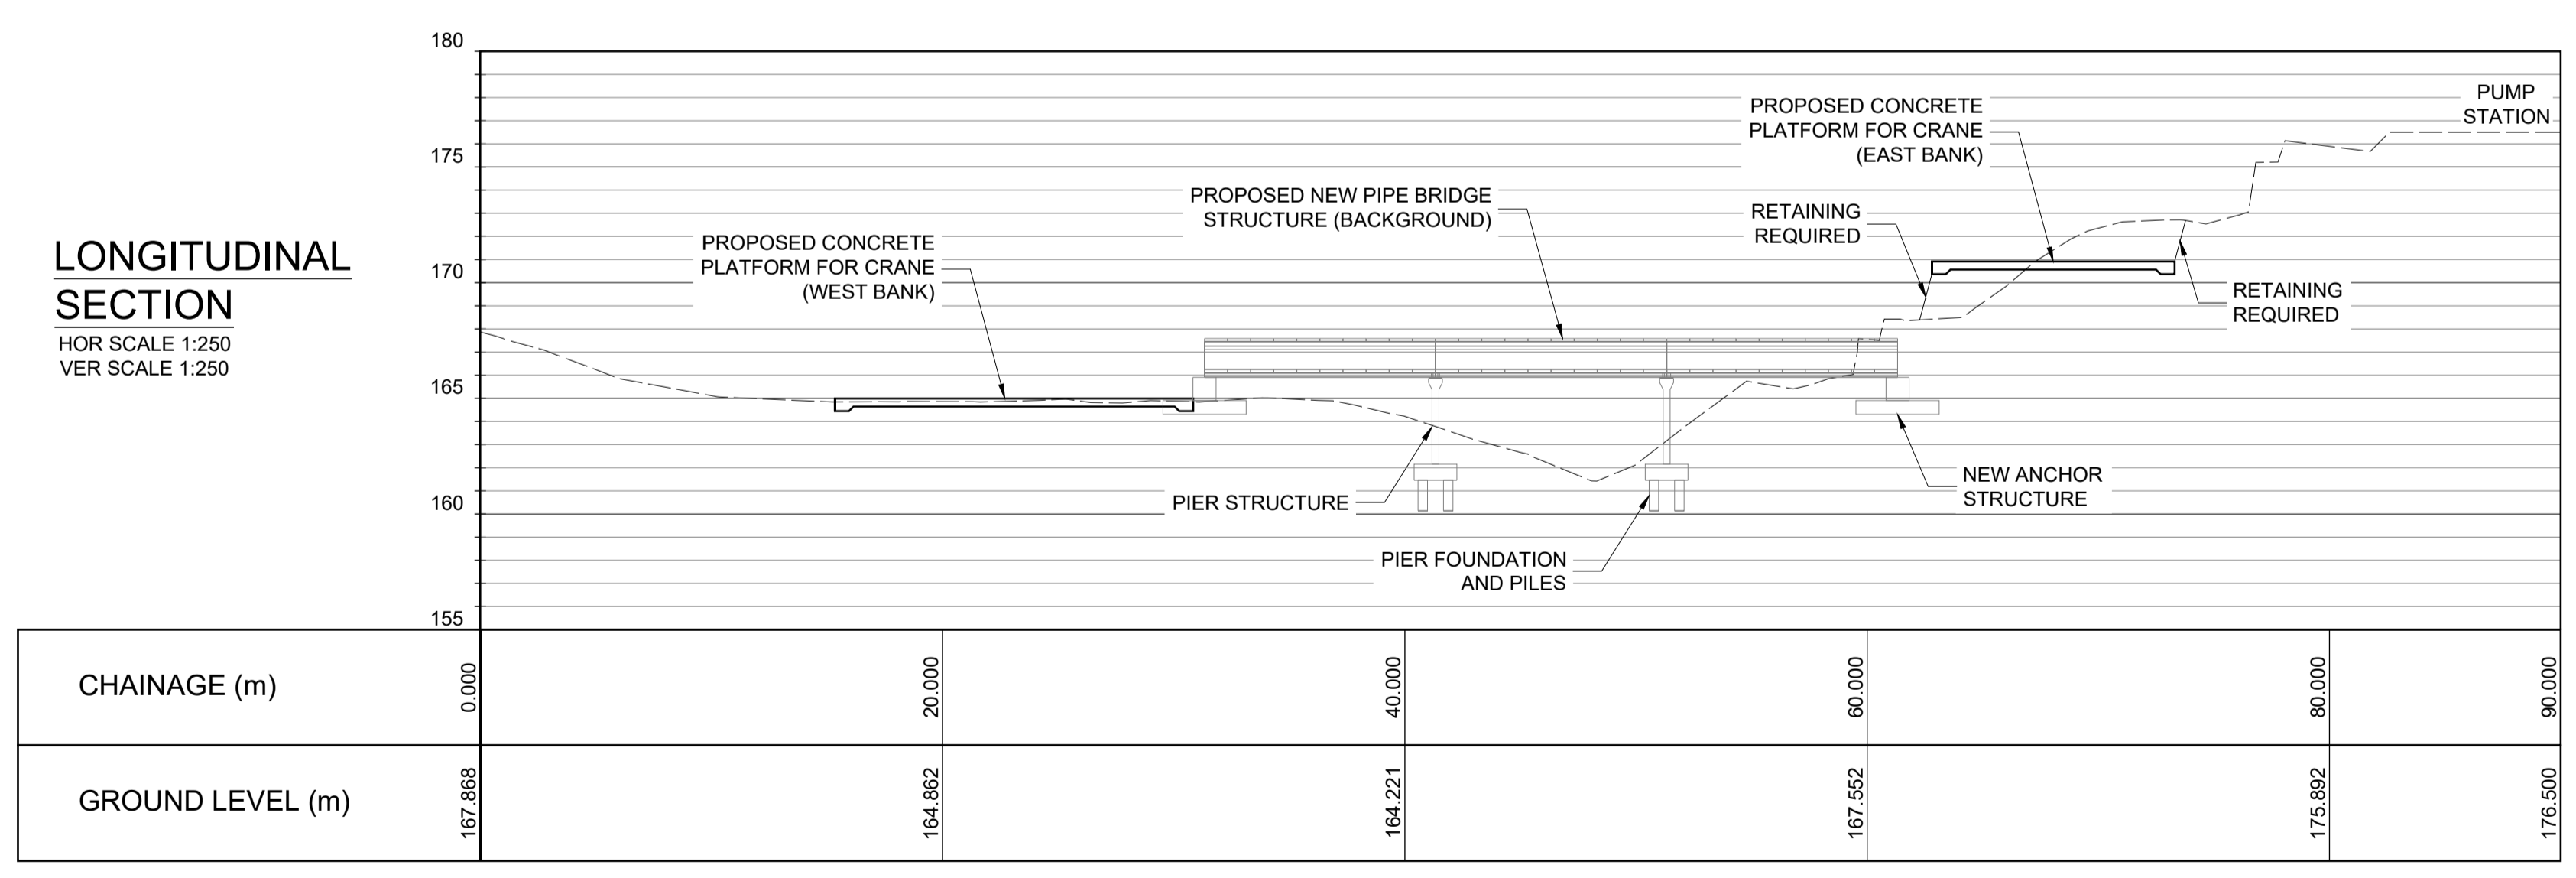 LONGITUDINAL
SECTION
HOR SCALE 1:250
VER SCALE 1:250
180
175
170
165
160
155
PROPOSED CONCRETE
PLATFORM FOR CRANE
(WEST BANK)
PROPOSED NEW PIPE BRIDGE
STRUCTURE (BACKGROUND)
PROPOSED CONCRETE
PLATFORM FOR CRANE
(EAST BANK)
PUMP
STATION
RETAINING
REQUIRED
RETAINING
REQUIRED
PIER STRUCTURE
PIER FOUNDATION
AND PILES
NEW ANCHOR
STRUCTURE
CHAINAGE (m)
0.000
20.000
40.000
60.000
80.000
90.000
GROUND LEVEL (m)
167.868
164.862
164.221
167.552
175.892
176.500